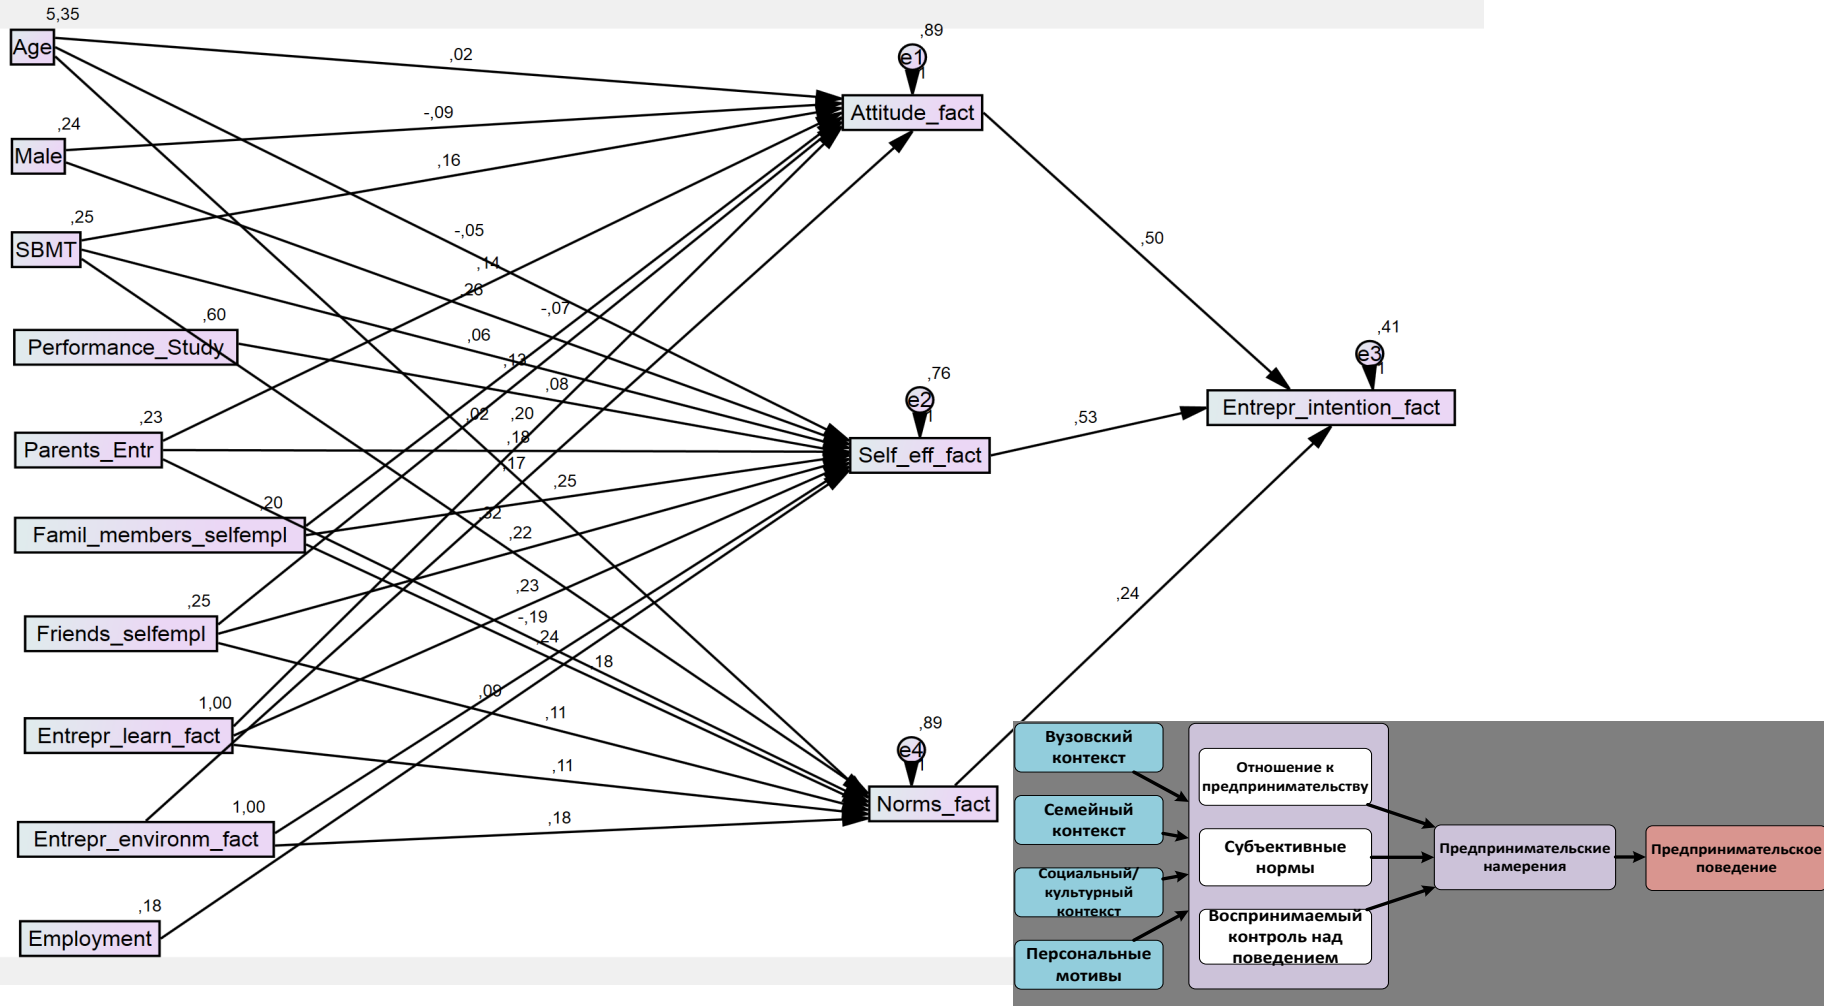 5,35
Age
,02
,89
e1
1
Attitude_fact
-,09
,24
Male
,16
,25
SBMT
-,05
,50
,14
,26
-,07
,60
Performance_Study
,06
,41
e3
1
Entrepr_intention_fact
,13
,08
,76
e2
1
Self_eff_fact
,53
,23
Parents_Entr
,02
,20
,18
,17
,25
,20
Famil_members_selfempl
,32
,22
,23
,24
,25
Friends_selfempl
-,19
,24
,18
,09
1,00
Entrepr_learn_fact
,11
,89
e4
1
Norms_fact
,11
1,00
Entrepr_environm_fact
,18
,18
Employment
Вузовский
контекст
Семейный
контекст
Социальный/
культурный
контекст
Персональные
мотивы
Отношение к
предпринимательству
Субъективные
нормы
Воспринимаемый
контроль над
поведением
Предпринимательские
намерения
Предпринимательское
поведение